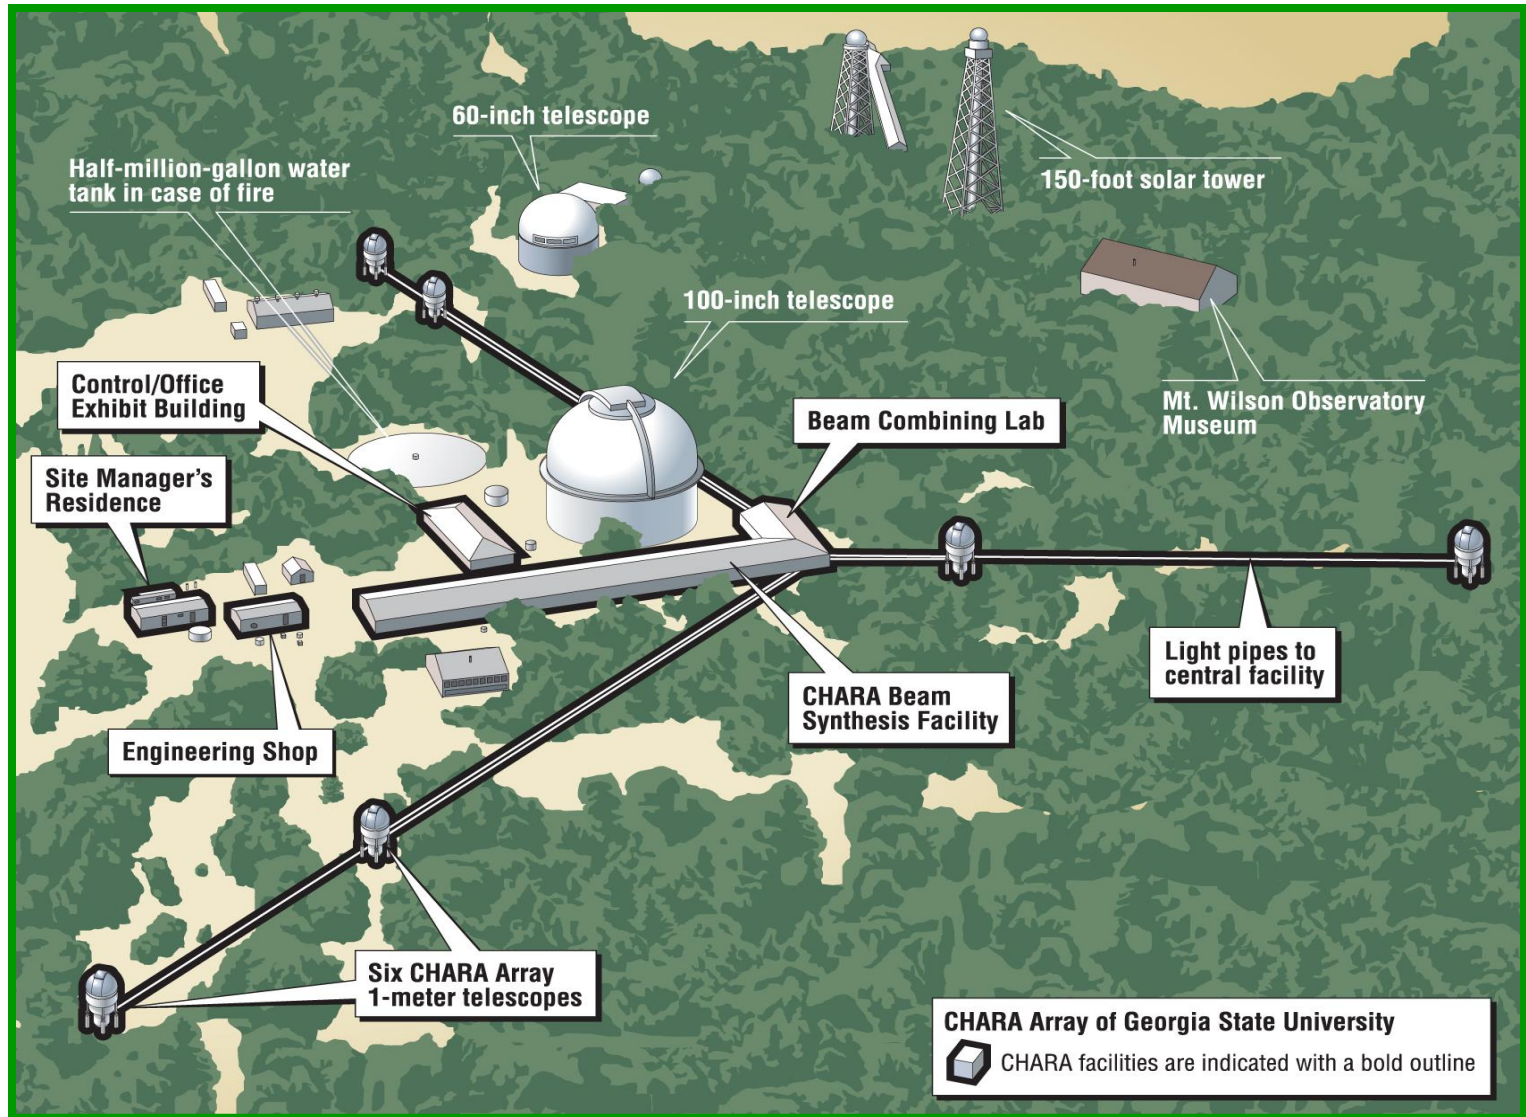 60-inch telescope
Half-million-gallon water
tank in case of fire
150-foot solar tower
100-inch telescope
Control/Office
Exhibit Building
Beam Combining Lab
Mt. Wilson Observatory
Museum
Site Manager's
Residence
Light pipes to
central facility
CHARA Beam
Synthesis Facility
Engineering Shop
Six CHARA Array
1-meter telescopes
CHARA Array of Georgia State University
CHARA facilities are indicated with a bold outline